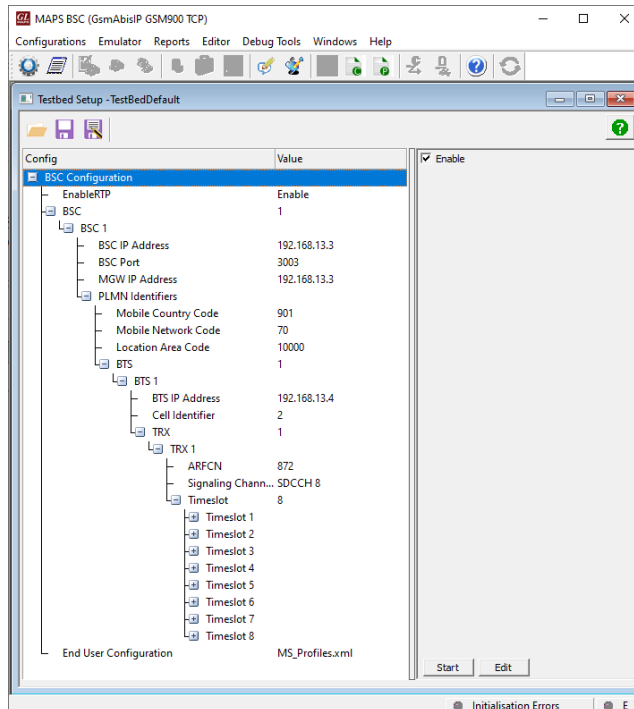 GL MAPS BSC (GsmAbisIP GSM900 TCP)
Configurations Emulator Reports Editor Debug Tools Windows Help
Testbed Setup -TestBedDefault
Config Value
Enable
BSC Configuration
EnableRTP Enable
BSC 1
BSC 1
BSC IP Address 192.168.13.3
BSC Port 3003
MGW IP Address 192.168.13.3
PLMN Identifiers
Mobile Country Code 901
Mobile Network Code 70
Location Area Code 10000
BTS 1
BTS 1
BTS IP Address 192.168.13.4
Cell Identifier 2
TRX 1
TRX 1
ARFCN 872
Signaling Chann... SDCCH 8
Timeslot 8
Timeslot 1
Timeslot 2
Timeslot 3
Timeslot 4
Timeslot 5
Timeslot 6
Timeslot 7
Timeslot 8
End User Configuration MS_Profiles.xml
Start Edit
Initialisation Errors E